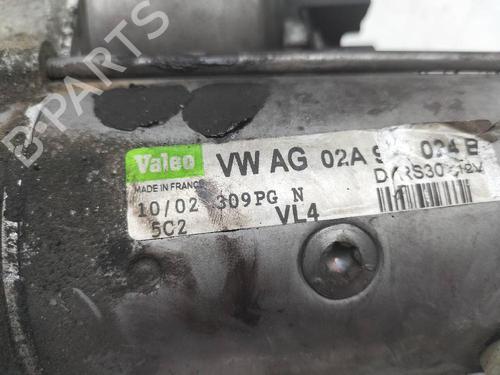 Valeo VW AG 02A 024 B
MADE IN FRANCE
10/02 309PG N
5C2 VL4
B-PARTS